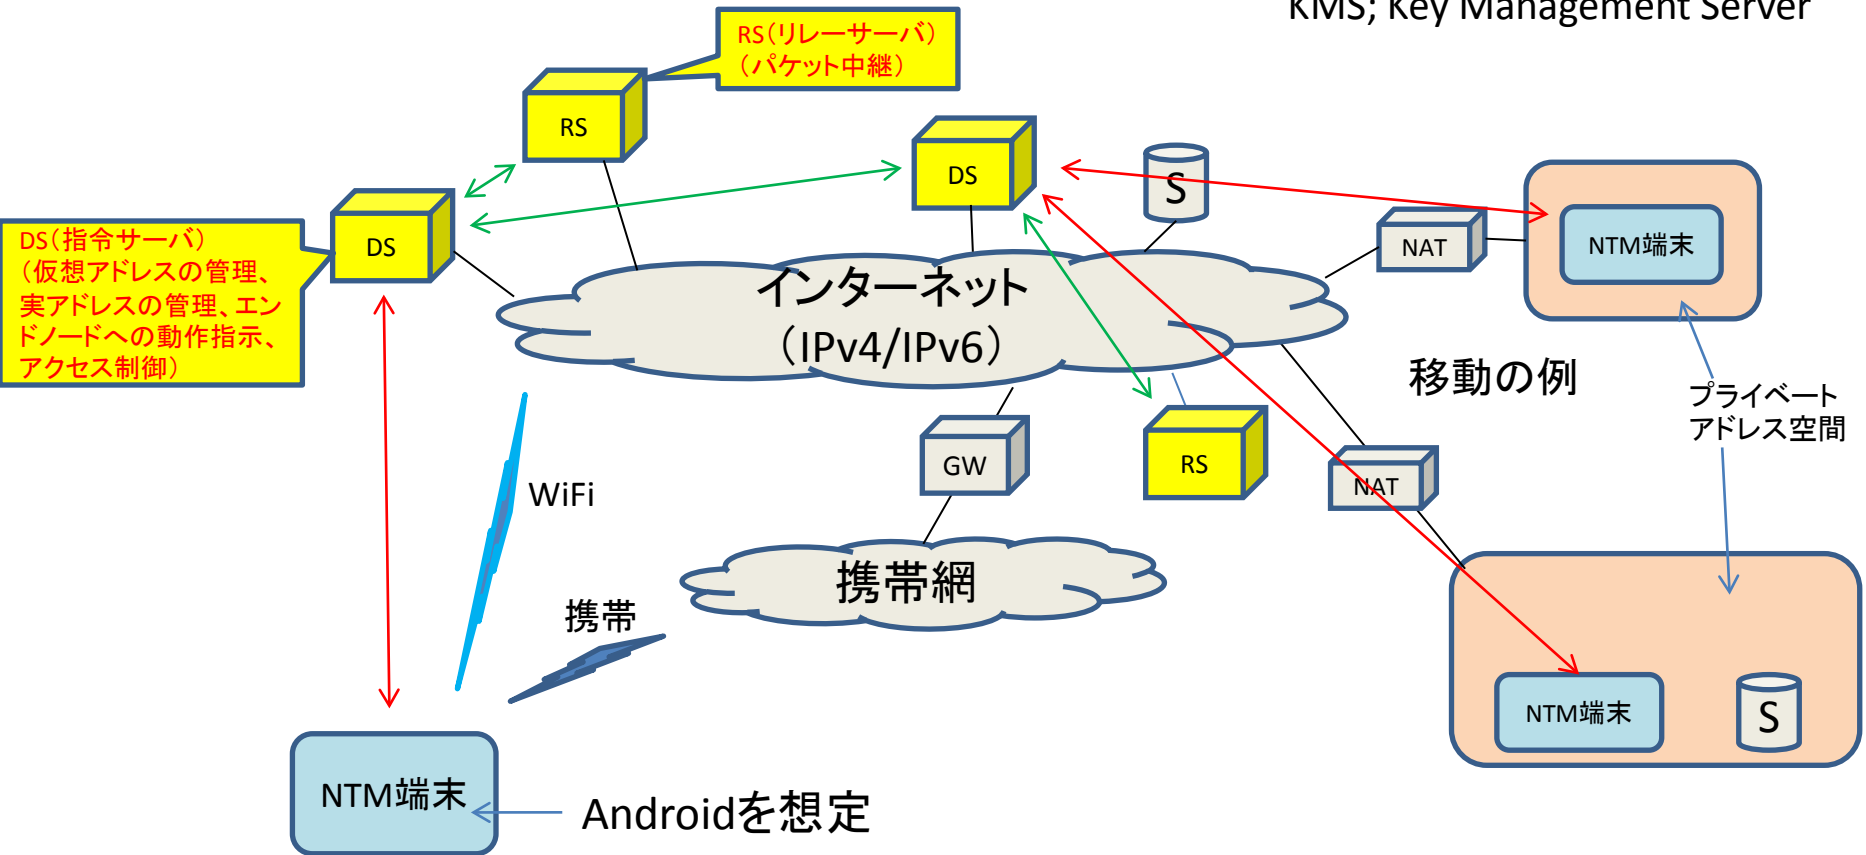 KMS; Key Management Server
RS(リレーサーバ)
(パケット中継)
RS
DS
S
DS(指令サーバ)
(仮想アドレスの管理、
実アドレスの管理、エン
ドノードへの動作指示、
アクセス制御)
DS
NAT
NTM端末
インターネット
(IPv4/IPv6)
移動の例
プライベート
アドレス空間
GW
RS
NAT
WiFi
携帯網
携帯
NTM端末
S
NTM端末
Androidを想定